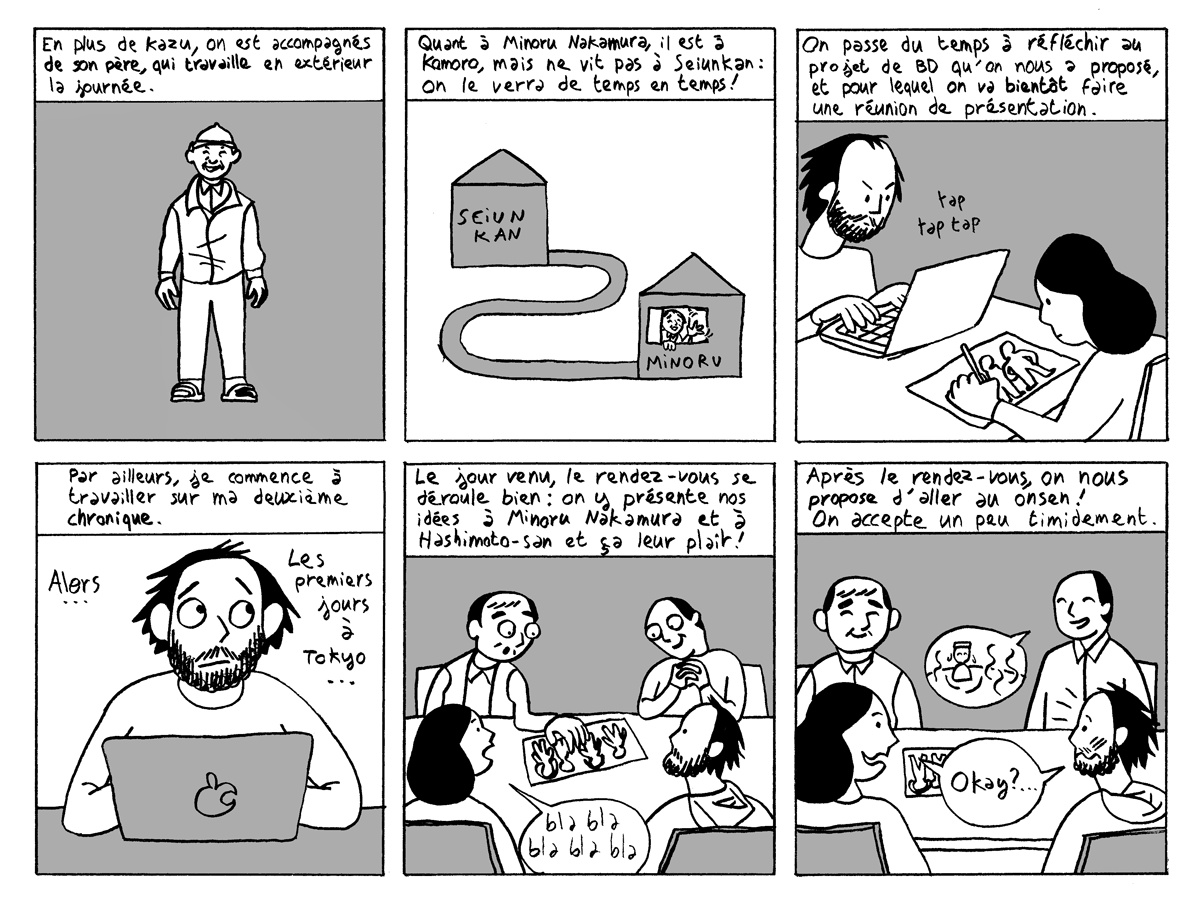 En plus de Kazu, on est accompagnés
de son père, qui travaille en extérieur
la journée.
Quant à Minoru Nakamura, il est à
Komoro, mais ne vit pas à Seiunkan :
on le verra de temps en temps !
SEIUN
KAN
MINORU
On passe du temps à réfléchir au
projet de BD qu'on nous a proposé,
et pour lequel on va bientôt faire
une réunion de présentation.
tap
tap tap
Par ailleurs, je commence à
travailler sur ma deuxième
chronique.
Alors
...
Les
premiers
jours
à
Tokyo
...
Le jour venu, le rendez-vous se
déroule bien : on y présente nos
idées à Minoru Nakamura et à
Hashimoto-san et ça leur plaît !
bla bla
bla bla bla
Après le rendez-vous, on nous
propose d'aller au onsen !
On accepte un peu timidement.
Okay?...